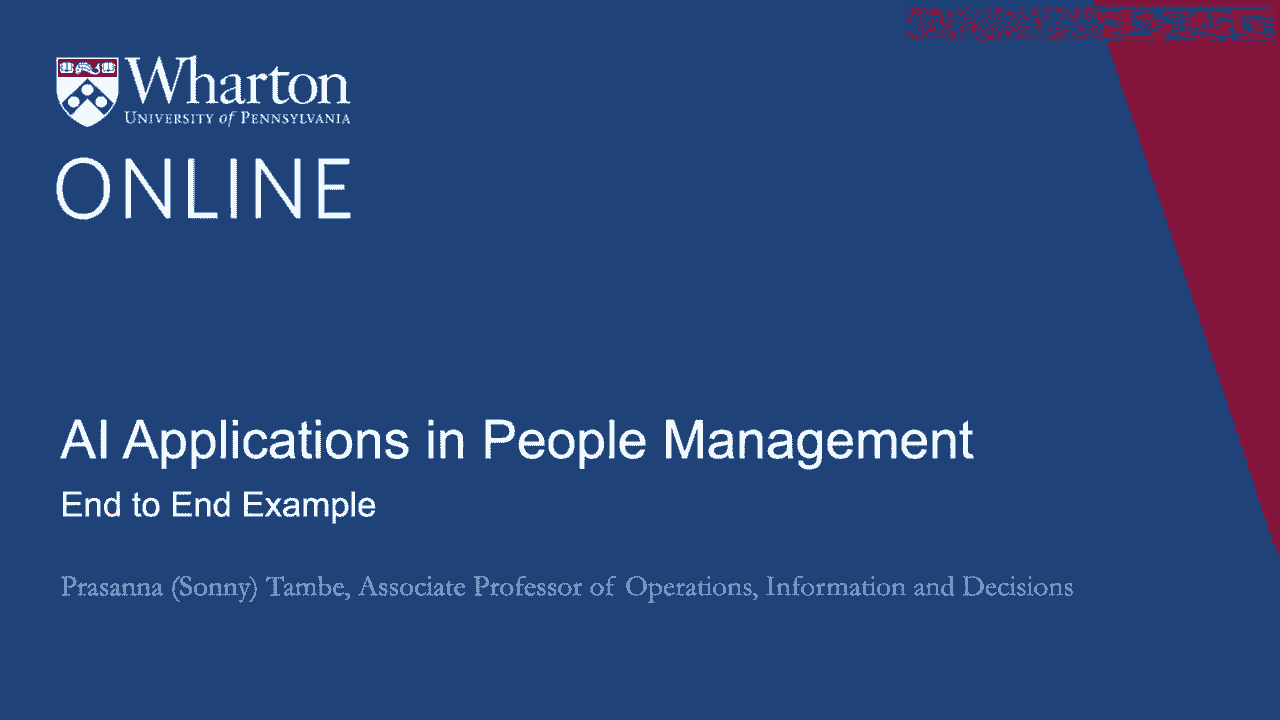 Wharton
UNIVERSITY of PENNSYLVANIA
ONLINE
AI Applications in People Management
End to End Example
Prasanna (Sonny) Tambe, Associate Professor of Operations, Information and Decisions